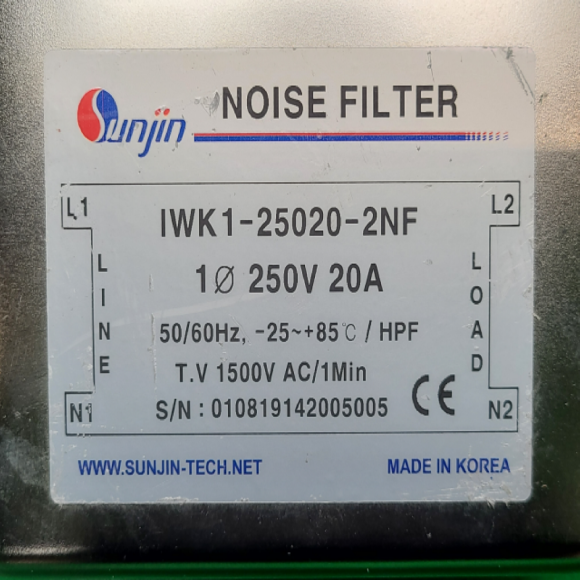 Sunjin NOISE FILTER
L1 L2
IWK1-25020-2NF
1Ø 250V 20A
LINE LOAD
50/60Hz, -25~+85℃ / HPF
T.V 1500V AC/1Min
N1 S/N : 010819142005005 CE N2
WWW.SUNJIN-TECH.NET MADE IN KOREA